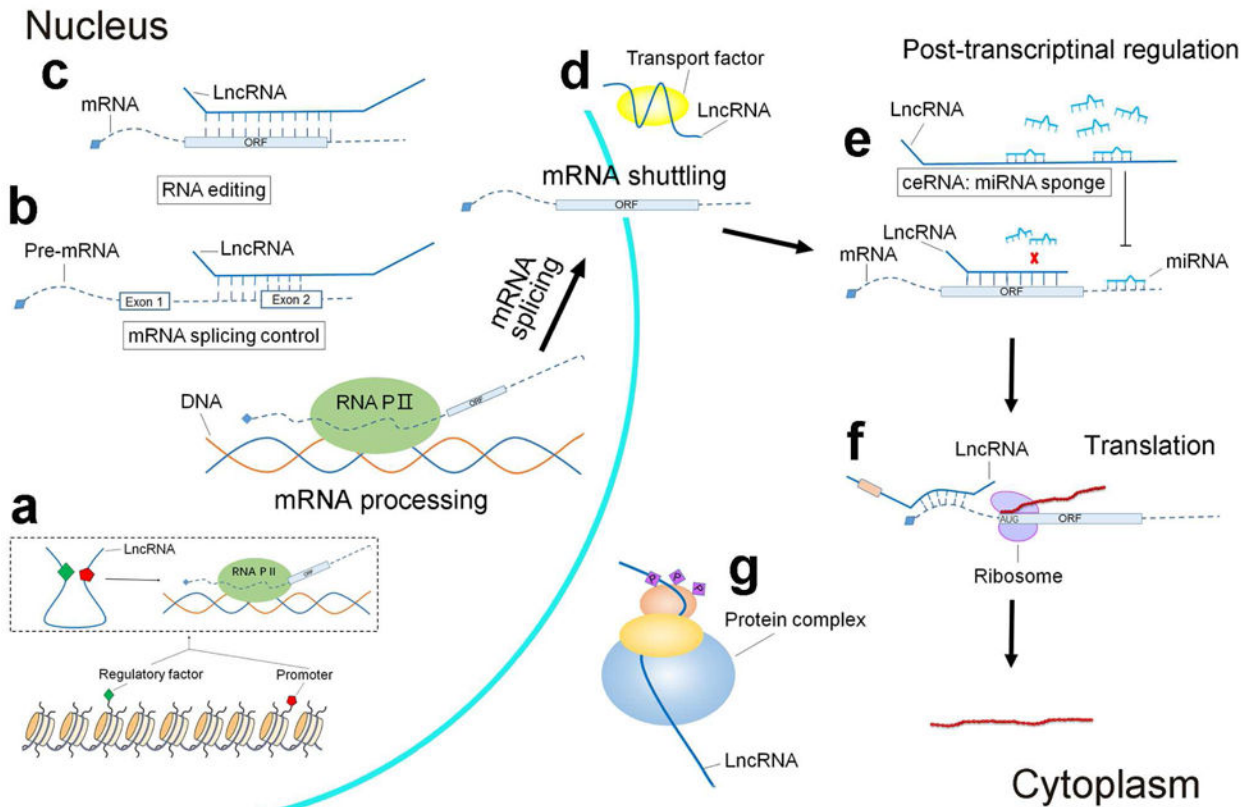 Nucleus
c
LncRNA
mRNA
ORF
RNA editing
b
Pre-mRNA
LncRNA
Exon 1
Exon 2
mRNA splicing control
mRNA
splicing
DNA
RNA PⅡ
ORF
mRNA processing
a
LncRNA
RNA PⅡ
ORF
Regulatory factor
Promoter
d
Transport factor
LncRNA
mRNA shuttling
ORF
Post-transcriptinal regulation
e
LncRNA
ceRNA: miRNA sponge
LncRNA
X
mRNA
miRNA
ORF
f
LncRNA
Translation
AUG
ORF
Ribosome
g
P
P
P
Protein complex
LncRNA
Cytoplasm